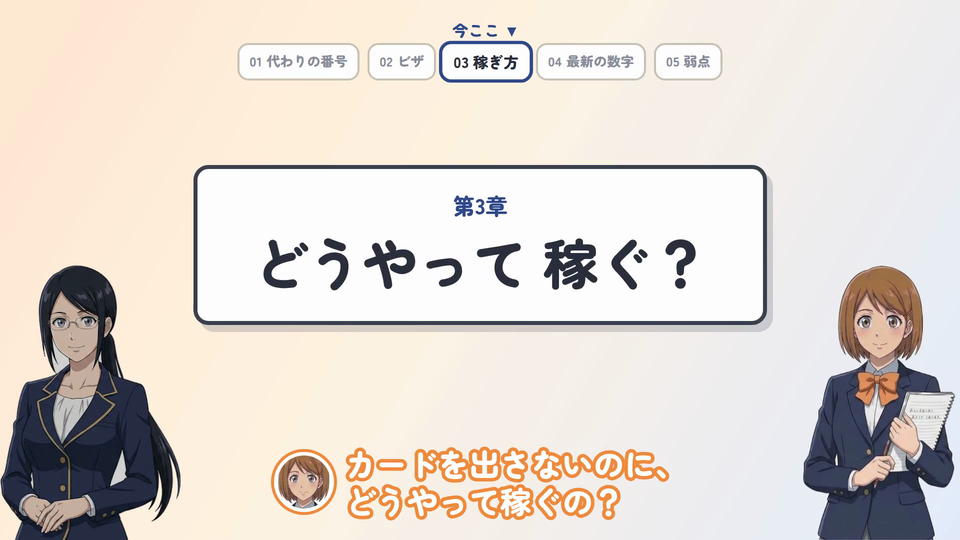 今ここ ▼
01 代わりの番号
02 ビザ
03 稼ぎ方
04 最新の数字
05 弱点
第3章
どうやって 稼ぐ？
カードを出さないのに、
どうやって稼ぐの？